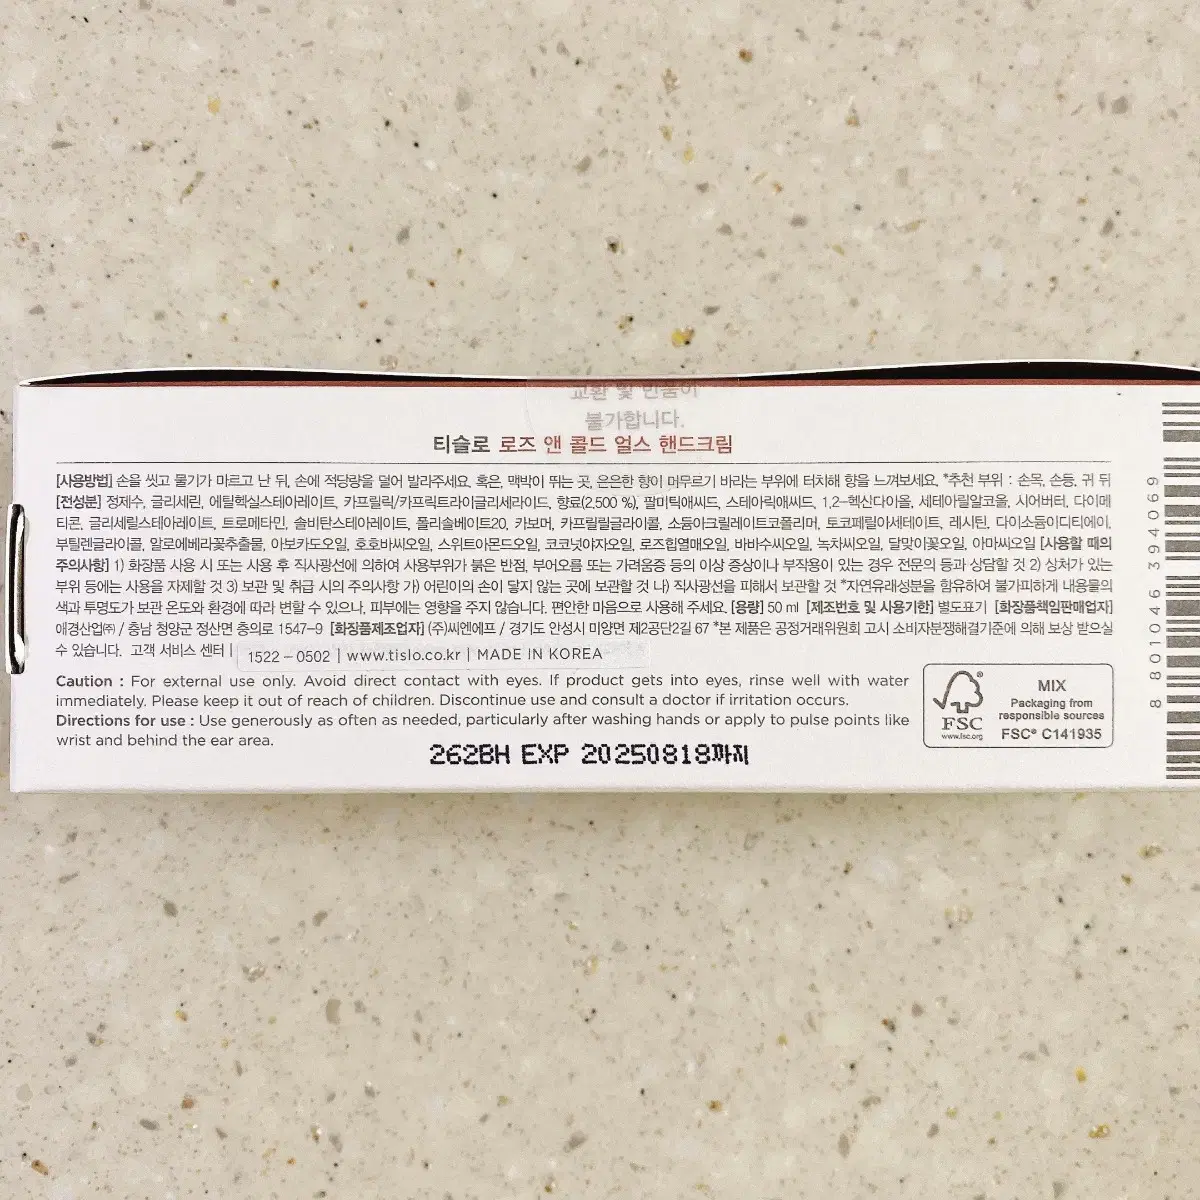 교환 및 반품이
불가합니다.
티슬로 로즈 앤 콜드 얼스 핸드크림
[사용방법] 손을 씻고 물기가 마르고 난 뒤, 손에 적당량을 덜어 발라주세요. 혹은, 맥박이 뛰는 곳, 은은한 향이 머무르기 바라는 부위에 터치해 향을 느껴보세요. *추천 부위 : 손목, 손등, 귀 뒤
[전성분] 정제수, 글리세린, 에틸헥실스테아레이트, 카프릴릭/카프릭트라이글리세라이드, 향료(2,500 %), 팔미틱애씨드, 스테아릭애씨드, 1,2-헥산다이올, 세테아릴알코올, 시어버터, 다이메
티콘, 글리세릴스테아레이트, 트로메타민, 솔비탄스테아레이트, 폴리솔베이트20, 카보머, 카프릴릴글라이콜, 소듐아크릴레이트코폴리머, 토코페릴아세테이트, 레시틴, 다이소듐이디티에이,
부틸렌글라이콜, 알로에베라꽃추출물, 아보카도오일, 호호바씨오일, 스위트아몬드오일, 코코넛야자오일, 로즈힙열매오일, 바바수씨오일, 녹차씨오일, 달맞이꽃오일, 아마씨오일 [사용할 때의
주의사항] 1) 화장품 사용 시 또는 사용 후 직사광선에 의하여 사용부위가 붉은 반점, 부어오름 또는 가려움증 등의 이상 증상이나 부작용이 있는 경우 전문의 등과 상담할 것 2) 상처가 있는
부위 등에는 사용을 자제할 것 3) 보관 및 취급 시의 주의사항 가) 어린이의 손이 닿지 않는 곳에 보관할 것 나) 직사광선을 피해서 보관할 것 *자연유래성분을 함유하여 불가피하게 내용물의
색과 투명도가 보관 온도와 환경에 따라 변할 수 있으나, 피부에는 영향을 주지 않습니다. 편안한 마음으로 사용해 주세요. [용량] 50 ml [제조번호 및 사용기한] 별도표기 [화장품책임판매업자]
애경산업㈜ / 충남 청양군 정산면 충의로 1547-9 [화장품제조업자] (주)씨엔에프 / 경기도 안성시 미양면 제2공단2길 67 *본 제품은 공정거래위원회 고시 소비자분쟁해결기준에 의해 보상 받으실
수 있습니다. 고객 서비스 센터 | 1522 – 0502 | www.tislo.co.kr | MADE IN KOREA
Caution : For external use only. Avoid direct contact with eyes. If product gets into eyes, rinse well with water
immediately. Please keep it out of reach of children. Discontinue use and consult a doctor if irritation occurs.
Directions for use : Use generously as often as needed, particularly after washing hands or apply to pulse points like
wrist and behind the ear area.
262BH EXP 20250818까지
FSC
www.fsc.org
MIX
Packaging from
responsible sources
FSC® C141935
8 801046 394069